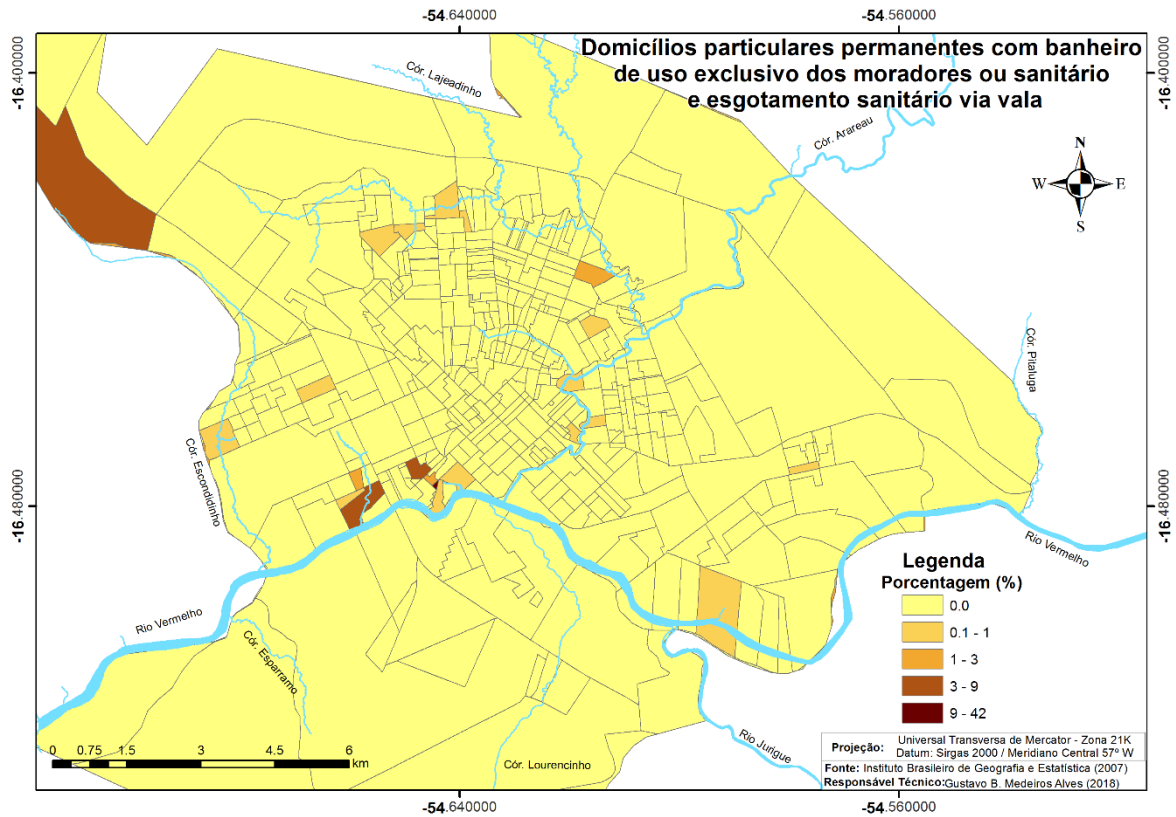 -54.640000
-54.560000
Domicílios particulares permanentes com banheiro
de uso exclusivo dos moradores ou sanitário
e esgotamento sanitário via vala
-16.400000
-16.400000
Cór. Lajeadinho
Cór. Arareau
N
W
E
S
Cór. Pitaluga
Cór. Escondidinho
-16.480000
-16.480000
Rio Vermelho
Rio Vermelho
Cór. Esparramo
Cór. Lourencinho
Rio Jurigue
Legenda
Porcentagem (%)
0.0
0.1 - 1
1 - 3
3 - 9
9 - 42
0 0.75 1.5 3 4.5 6
km
Projeção: Universal Transversa de Mercator - Zona 21K
Datum: Sirgas 2000 / Meridiano Central 57º W
Fonte: Instituto Brasileiro de Geografia e Estatística (2007)
Responsável Técnico:Gustavo B. Medeiros Alves (2018)
-54.640000
-54.560000